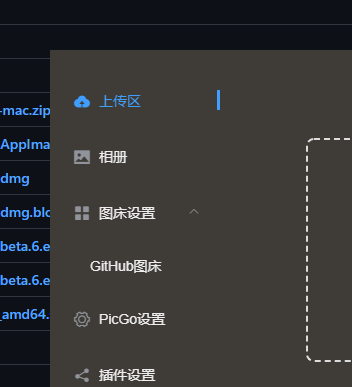 上传区
-mac.zip
相册
AppIma
dmg
图床设置
dmg.blo
beta.6.e
GitHub图床
beta.6.e
_amd64.
PicGo设置
插件设置